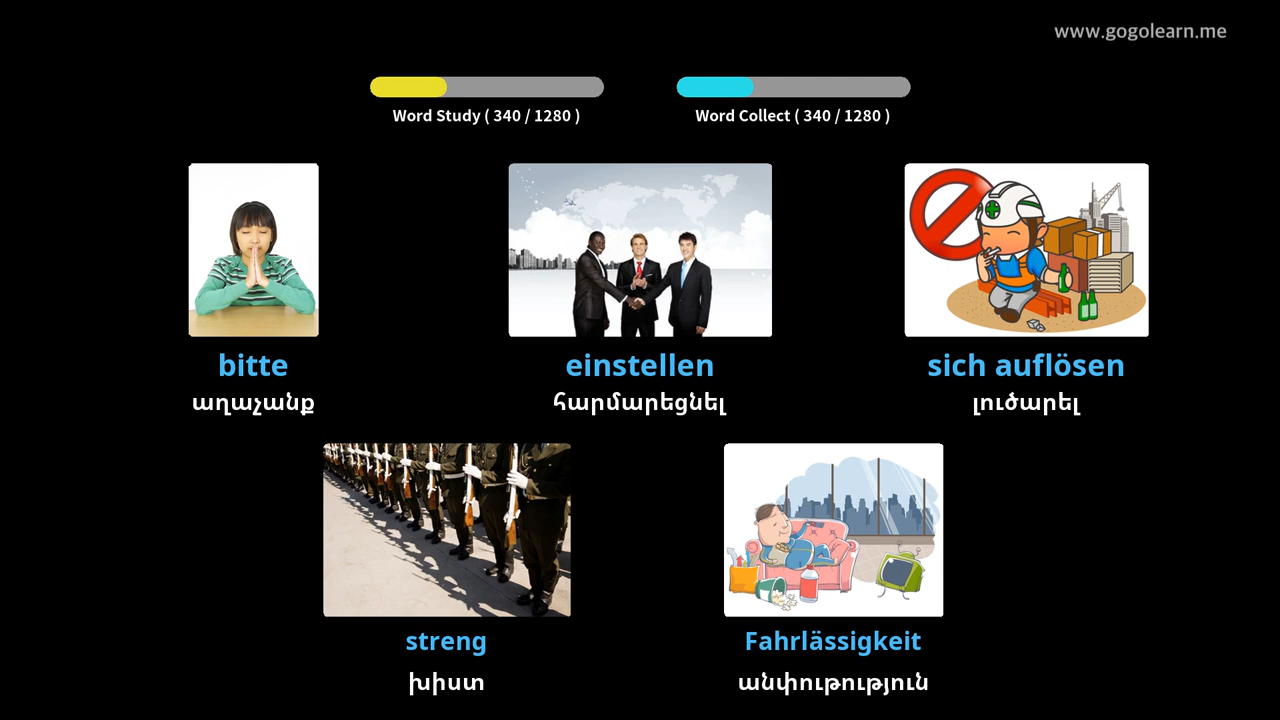 www.gogolearn.me
Word Study ( 340 / 1280 )
Word Collect ( 340 / 1280 )
bitte
աղաչանք
einstellen
հարմարեցնել
sich auflösen
լուծարել
streng
խիստ
Fahrlässigkeit
անփութություն